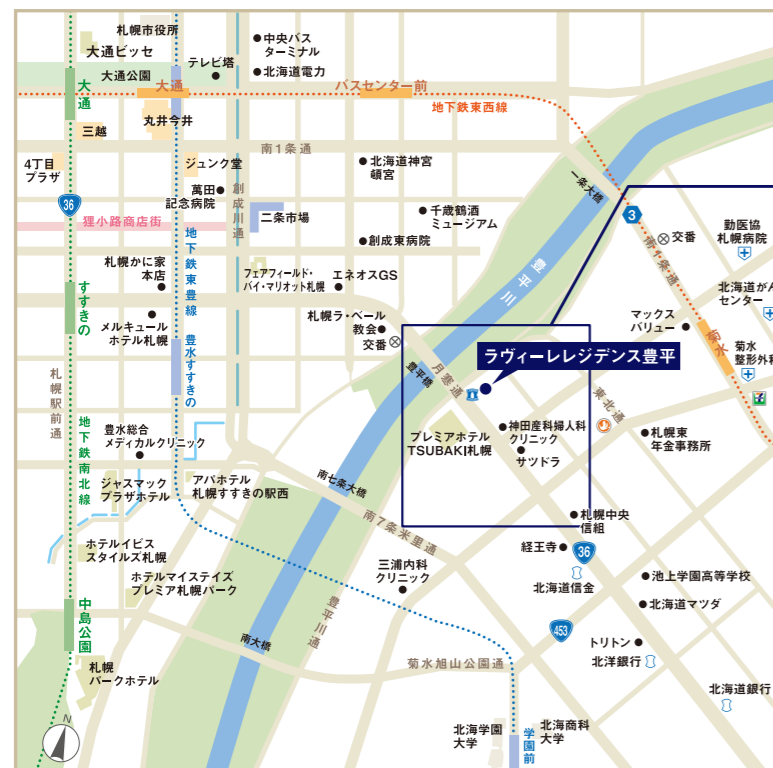 札幌市役所
大通ビッセ
大通公園
テレビ塔
中央バス
ターミナル
北海道電力
大通
大通
バスセンター前
地下鉄東西線
三越
丸井今井
4丁目
プラザ
ジュンク堂
南1条通
萬田
記念病院
36
狸小路商店街
創成川通
二条市場
北海道神宮
頓宮
千歳鶴酒
ミュージアム
創成東病院
一条大橋
3
交番
勤医協
札幌病院
南1条通
北海道がん
センター
マックス
バリュー
菊水
菊水
整形外科
札幌かに家
本店
地下鉄東豊線
フェアフィールド・
バイ・マリオット札幌
エネオスGS
豊平川
すすきの
メルキュール
ホテル札幌
豊水すすきの
札幌ラ・ベール
教会
交番
豊平橋
月寒通
ラヴィーレレジデンス豊平
東北通
札幌駅前通
地下鉄南北線
豊水総合
メディカルクリニック
ジャスマック
プラザホテル
アパホテル
札幌すすきの駅西
南七条大橋
南7条米里通
プレミアホテル
TSUBAKI札幌
神田産科婦人科
クリニック
サツドラ
札幌東
年金事務所
札幌中央
信組
経王寺
36
北海道信金
池上学園高等学校
北海道マツダ
ホテルイビス
スタイルズ札幌
ホテルマイステイズ
プレミア札幌パーク
三浦内科
クリニック
豊平川通
中島公園
南大橋
453
トリトン
北洋銀行
菊水旭山公園通
札幌
パークホテル
北海道銀行
N
北海学園
大学
学園前
北海商科
大学